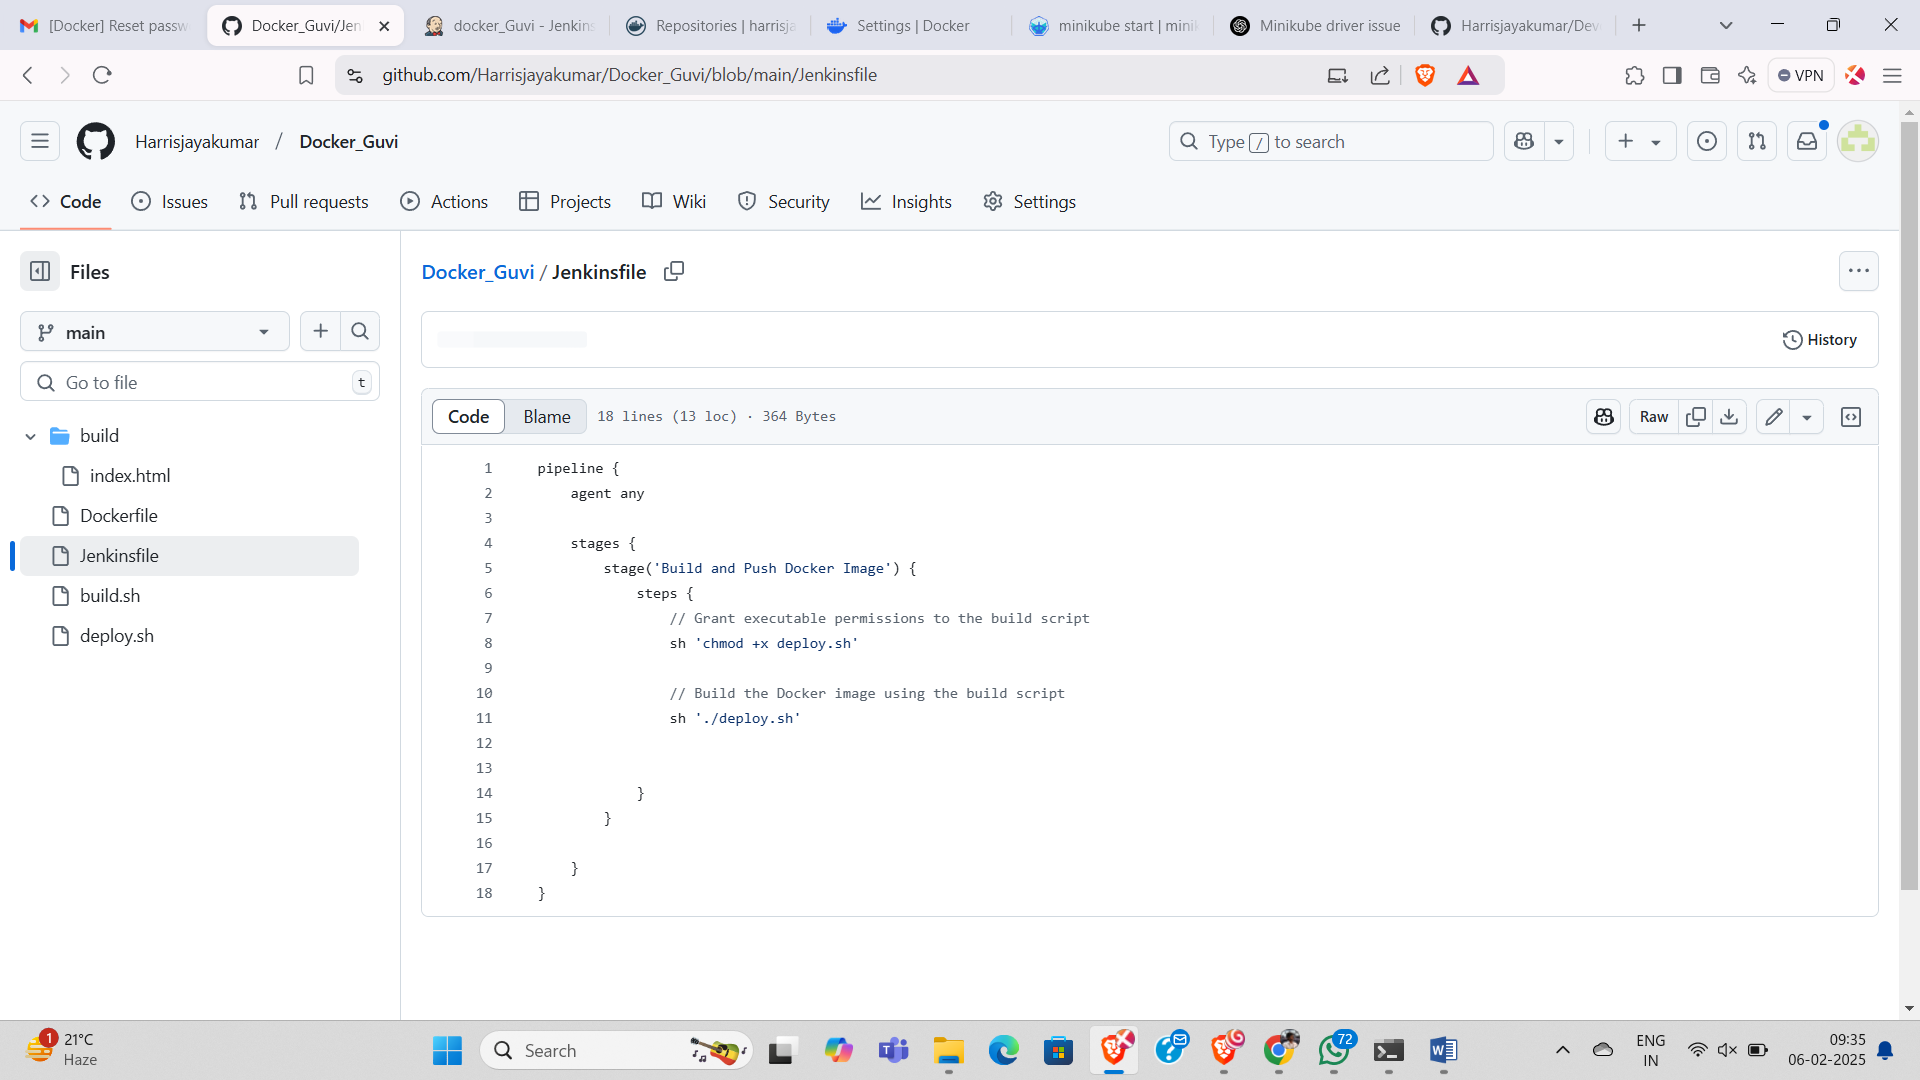 [Docker] Reset passw
Docker_Guvi/Jen
docker_Guvi - Jenkins
Repositories | harrisja
Settings | Docker
minikube start | minik
Minikube driver issue
Harrisjayakumar/Dev
github.com/Harrisjayakumar/Docker_Guvi/blob/main/Jenkinsfile
VPN
Harrisjayakumar / Docker_Guvi
Type / to search
Code
Issues
Pull requests
Actions
Projects
Wiki
Security
Insights
Settings
Files
main
Go to file
t
build
index.html
Dockerfile
Jenkinsfile
build.sh
deploy.sh
Docker_Guvi / Jenkinsfile
History
Code
Blame
18 lines (13 loc) · 364 Bytes
Raw
1 pipeline {
2 agent any
3
4 stages {
5 stage('Build and Push Docker Image') {
6 steps {
7 // Grant executable permissions to the build script
8 sh 'chmod +x deploy.sh'
9
10 // Build the Docker image using the build script
11 sh './deploy.sh'
12
13
14 }
15 }
16
17 }
18 }
1
21°C
Haze
Search
72
ENG
IN
09:35
06-02-2025